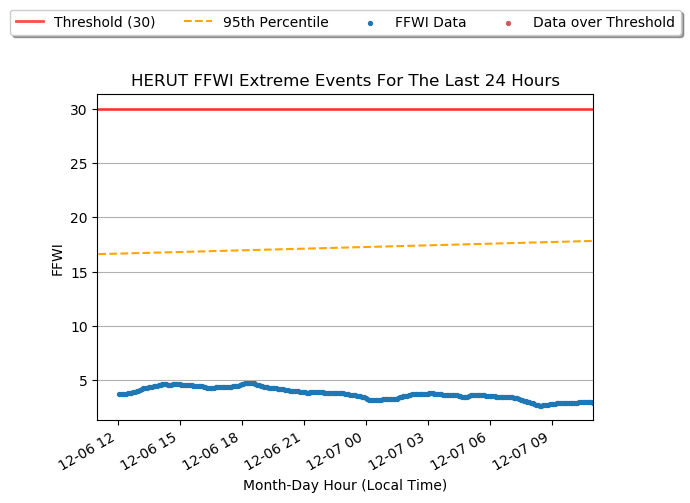 Threshold (30) 95th Percentile FFWI Data Data over Threshold
HERUT FFWI Extreme Events For The Last 24 Hours
30
25
20
15
10
5
FFWI
12-06 12 12-06 15 12-06 18 12-06 21 12-07 00 12-07 03 12-07 06 12-07 09
Month-Day Hour (Local Time)